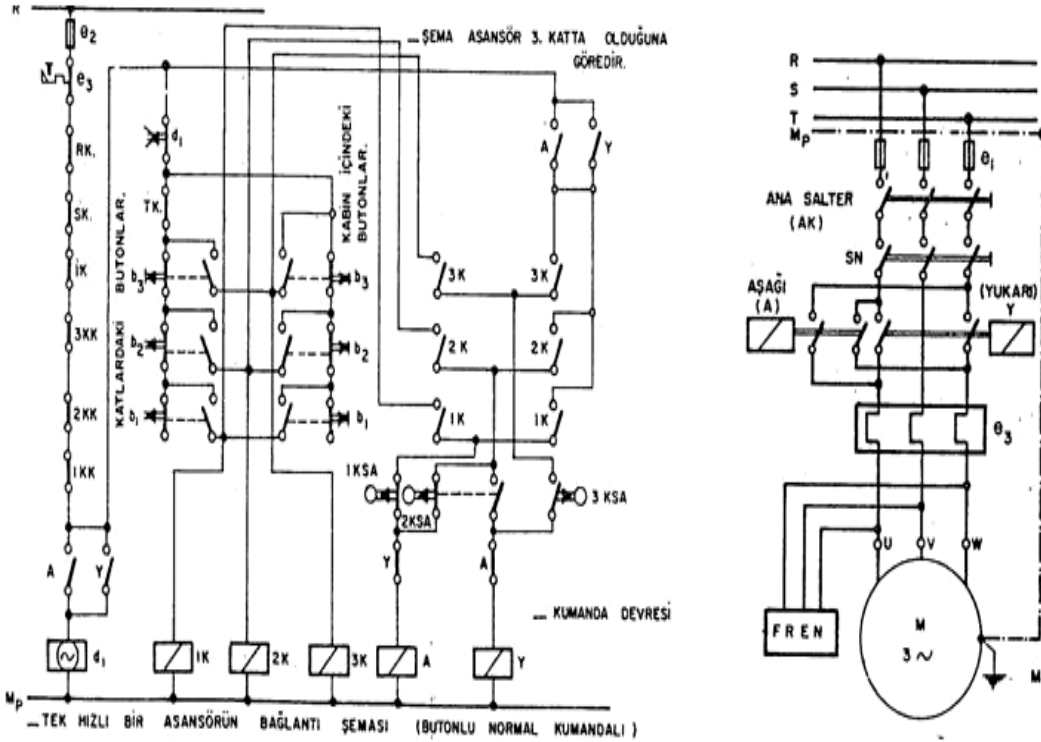 R
e2
e3
RK.
SK.
İK
3KK
2KK
1KK
A
Y
d1
Mp
d1
TK.
b3
b2
b1
KATLARDAKİ BUTONLAR.
KABİN İÇİNDEKİ BUTONLAR.
b3
b2
b1
1K
2K
3K
A
Y
_ ŞEMA ASANSÖR 3. KATTA OLDUĞUNA
GÖREDİR.
A
Y
3K
3K
2K
2K
1K
1K
1KSA
2KSA
3 KSA
Y
A
_ KUMANDA DEVRESİ
_ TEK HIZLI BİR ASANSÖRÜN BAĞLANTI ŞEMASI (BUTONLU NORMAL KUMANDALI)
R
S
T
Mp
e1
ANA SALTER
(AK)
SN
AŞAĞİ
(A)
(YUKARI)
Y
e3
U
V
W
FREN
M
3 ~
M